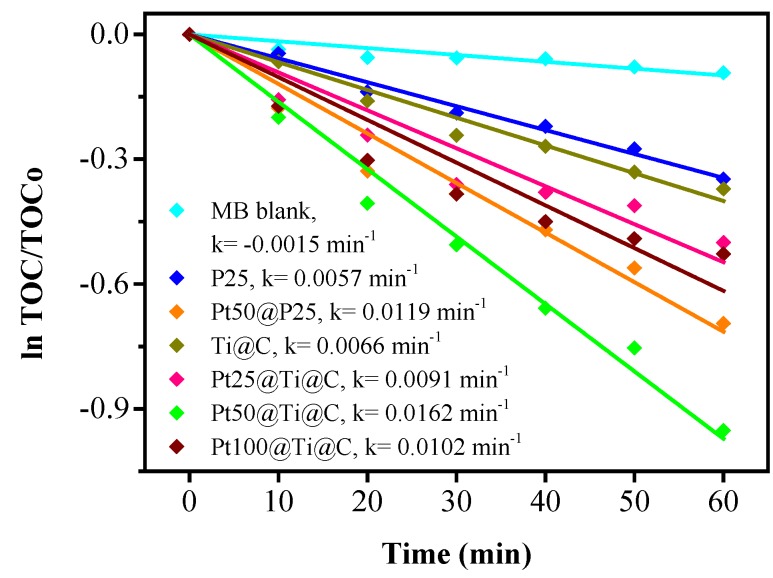 0.0
-0.3
-0.6
-0.9
ln TOC/TOCo
MB blank,
k= -0.0015 min⁻¹
P25, k= 0.0057 min⁻¹
Pt50@P25, k= 0.0119 min⁻¹
Ti@C, k= 0.0066 min⁻¹
Pt25@Ti@C, k= 0.0091 min⁻¹
Pt50@Ti@C, k= 0.0162 min⁻¹
Pt100@Ti@C, k= 0.0102 min⁻¹
0 10 20 30 40 50 60
Time (min)